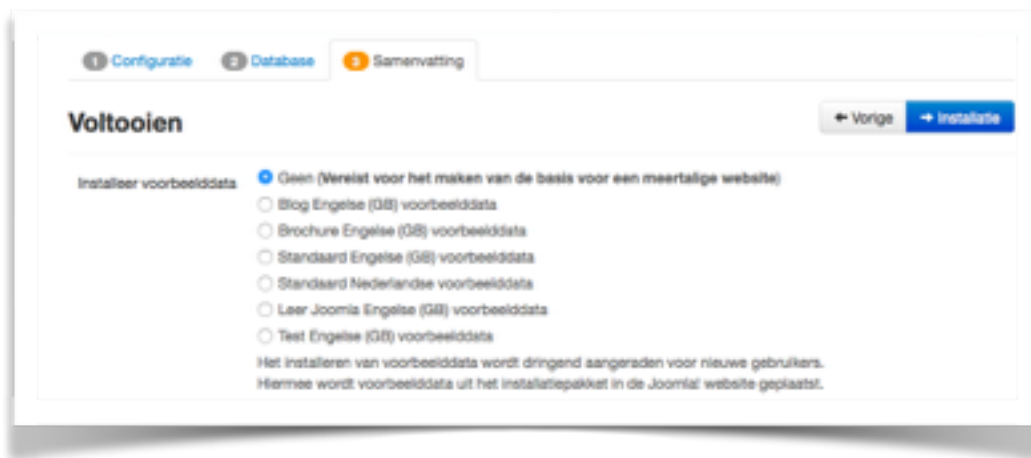 1 Configuratie 2 Database 3 Samenvatting
Voltooien
← Vorige → Installatie
Installeer voorbeelddata
Geen (Vereist voor het maken van de basis voor een meertalige website)
Blog Engelse (GB) voorbeelddata
Brochure Engelse (GB) voorbeelddata
Standaard Engelse (GB) voorbeelddata
Standaard Nederlandse voorbeelddata
Leer Joomla Engelse (GB) voorbeelddata
Test Engelse (GB) voorbeelddata
Het installeren van voorbeelddata wordt dringend aangeraden voor nieuwe gebruikers.
Hiermee wordt voorbeelddata uit het installatiepakket in de Joomla! website geplaatst.